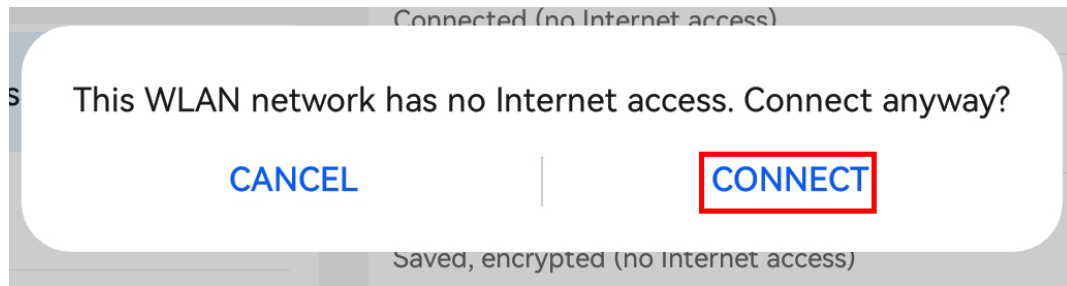 Connected (no Internet access)
s
This WLAN network has no Internet access. Connect anyway?
CANCEL
CONNECT
Saved, encrypted (no Internet access)